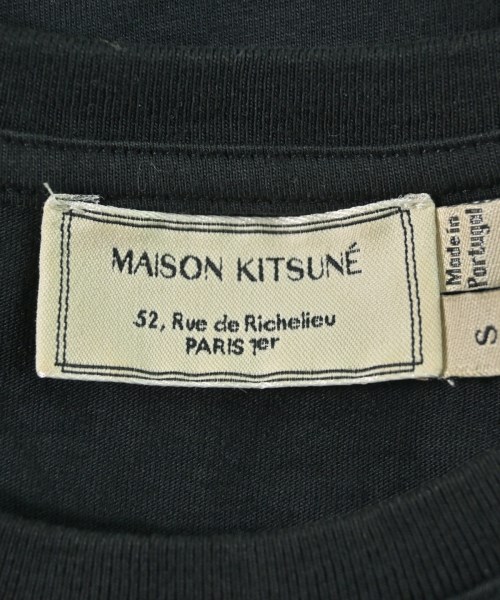 MAISON KITSUNÉ
52, Rue de Richelieu
PARIS 1er
Made in
Portugal
S